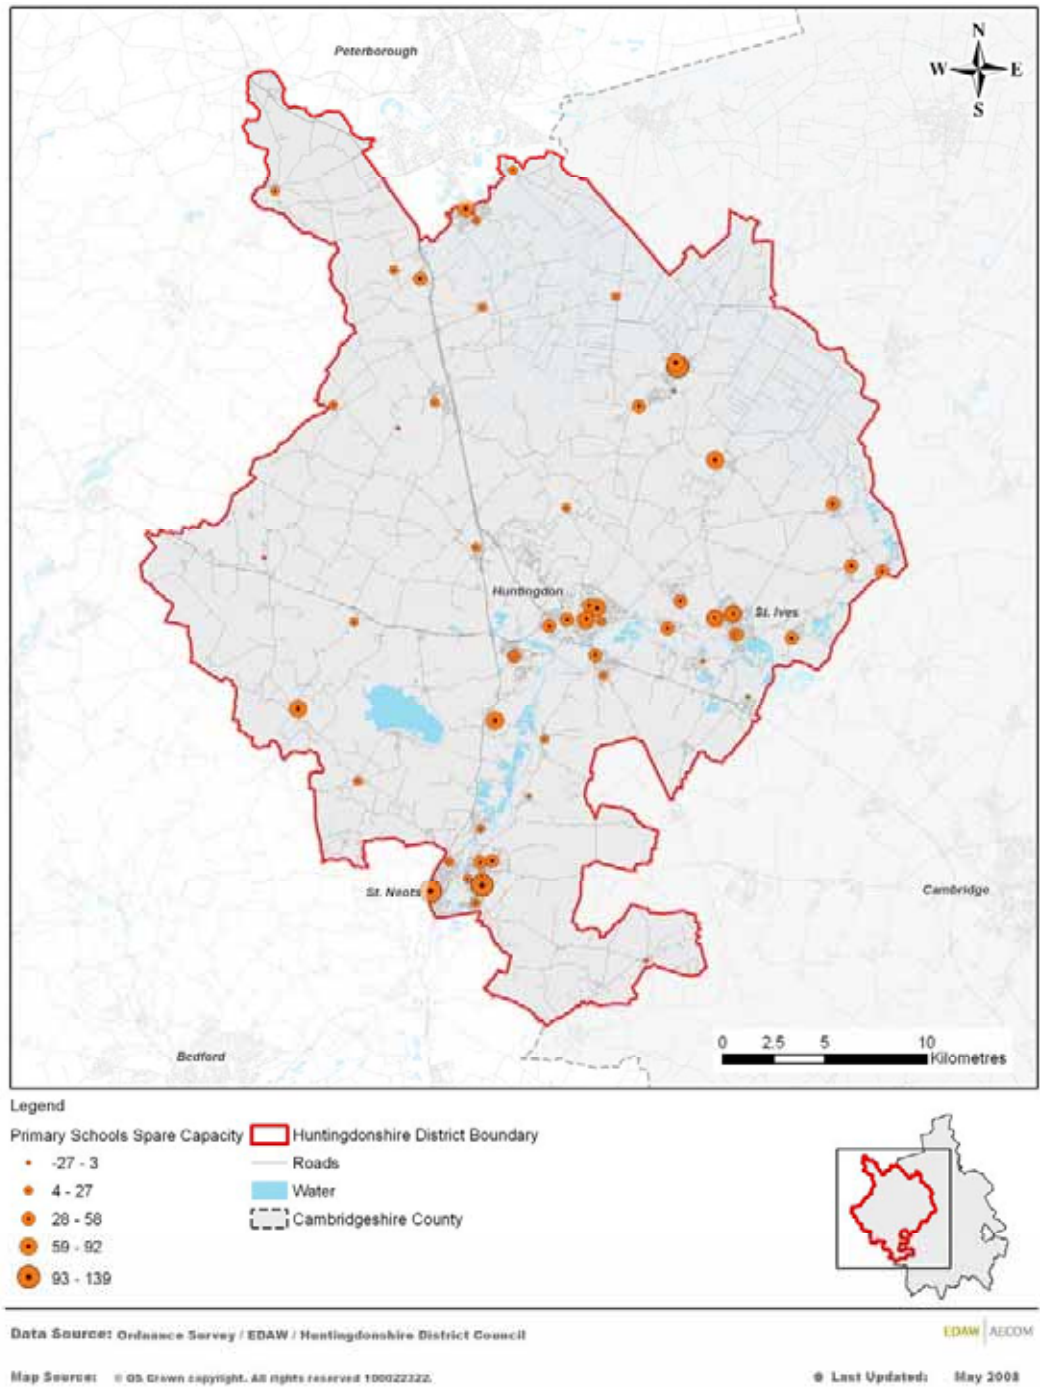 Peterborough
N
W E
S
Huntingdon
St. Ives
St. Neots
Cambridge
Bedford
0 2.5 5 10
Kilometres
Legend
Primary Schools Spare Capacity
-27 - 3
4 - 27
28 - 58
59 - 92
93 - 139
Huntingdonshire District Boundary
Roads
Water
Cambridgeshire County
Data Source: Ordnance Survey / EDAW / Huntingdonshire District Council
EDAW AECOM
Map Source: © OS Crown copyright. All rights reserved 100022322.
Last Updated: May 2008